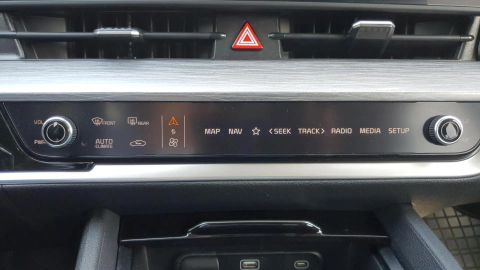 VOL
FRONT
REAR
MAP NAV < SEEK TRACK > RADIO MEDIA SETUP
PWR
AUTO
CLIMATE